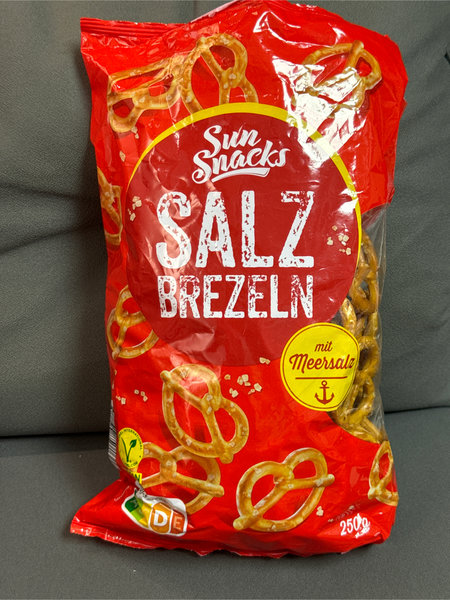 Sun
Snacks
SALZ
BREZELN
mit
Meersalz
V
DE
250g